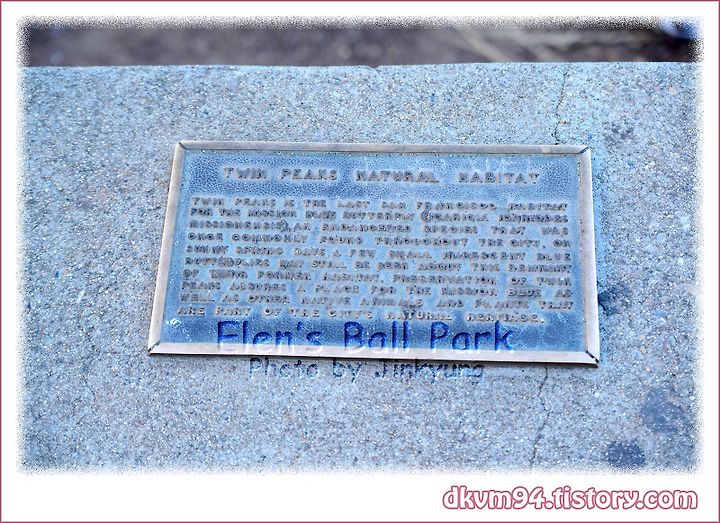 TWIN PEAKS NATURAL HABITAT
TWIN PEAKS IS THE LAST SAN FRANCISCO HABITAT
FOR THE MISSION BLUE BUTTERFLY (ICARICIA ICARIOIDES
MISSIONENSIS), AN ENDANGERED SPECIES THAT WAS
ONCE COMMONLY FOUND THROUGHOUT THE CITY. ON
SUNNY SPRING DAYS A FEW SMALL IRIDESCENT BLUE
BUTTERFLIES MAY STILL BE SEEN ABOUT THIS REMNANT
OF THEIR FORMER HABITAT. PRESERVATION OF TWIN
PEAKS ASSURES A PLACE FOR THE MISSION BLUE AS
WELL AS OTHER NATIVE ANIMALS AND PLANTS THAT
ARE PART OF THE CITY'S NATURAL HERITAGE.
Elen's Ball Park
Photo by Jinkyung
dkvm94.tistory.com